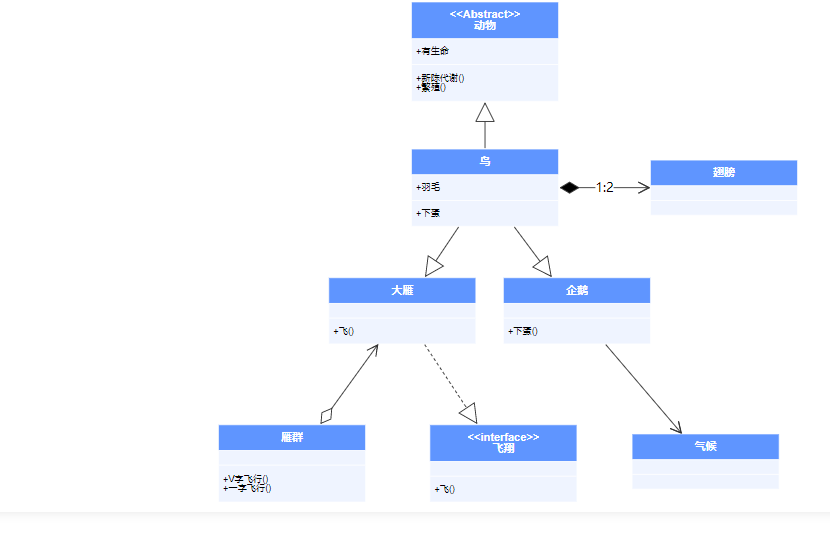 <<Abstract>>
动物
+有生命
+新陈代谢()
+繁殖()
鸟
+羽毛
+下蛋
1:2
翅膀
大雁
+飞()
企鹅
+下蛋()
雁群
+V字飞行()
+一字飞行()
<<interface>>
飞翔
+飞()
气候